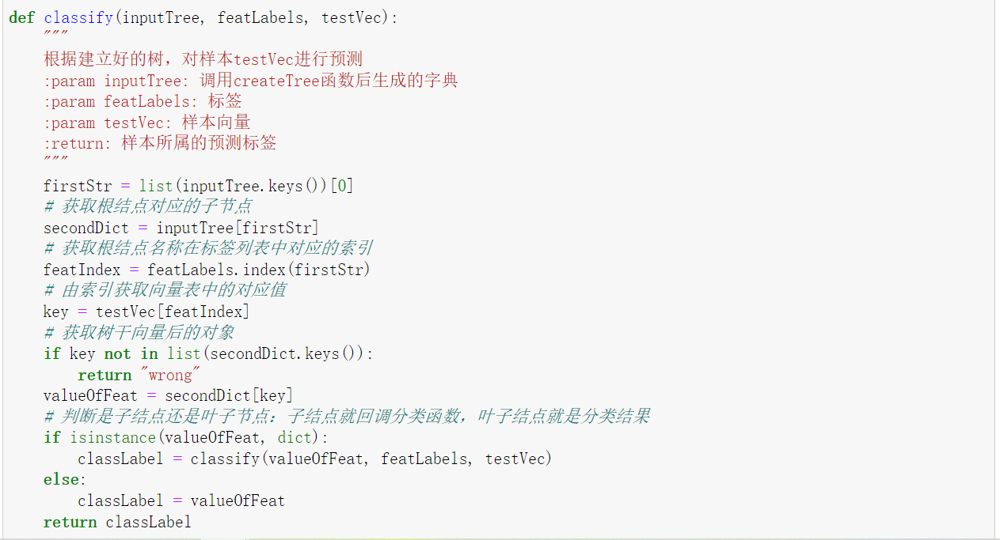 def classify(inputTree, featLabels, testVec):
"""
根据建立好的树，对样本testVec进行预测
:param inputTree: 调用createTree函数后生成的字典
:param featLabels: 标签
:param testVec: 样本向量
:return: 样本所属的预测标签
"""
firstStr = list(inputTree.keys())[0]
# 获取根结点对应的子节点
secondDict = inputTree[firstStr]
# 获取根结点名称在标签列表中对应的索引
featIndex = featLabels.index(firstStr)
# 由索引获取向量表中的对应值
key = testVec[featIndex]
# 获取树干向量后的对象
if key not in list(secondDict.keys()):
return "wrong"
valueOfFeat = secondDict[key]
# 判断是子结点还是叶子节点：子结点就回调分类函数，叶子结点就是分类结果
if isinstance(valueOfFeat, dict):
classLabel = classify(valueOfFeat, featLabels, testVec)
else:
classLabel = valueOfFeat
return classLabel